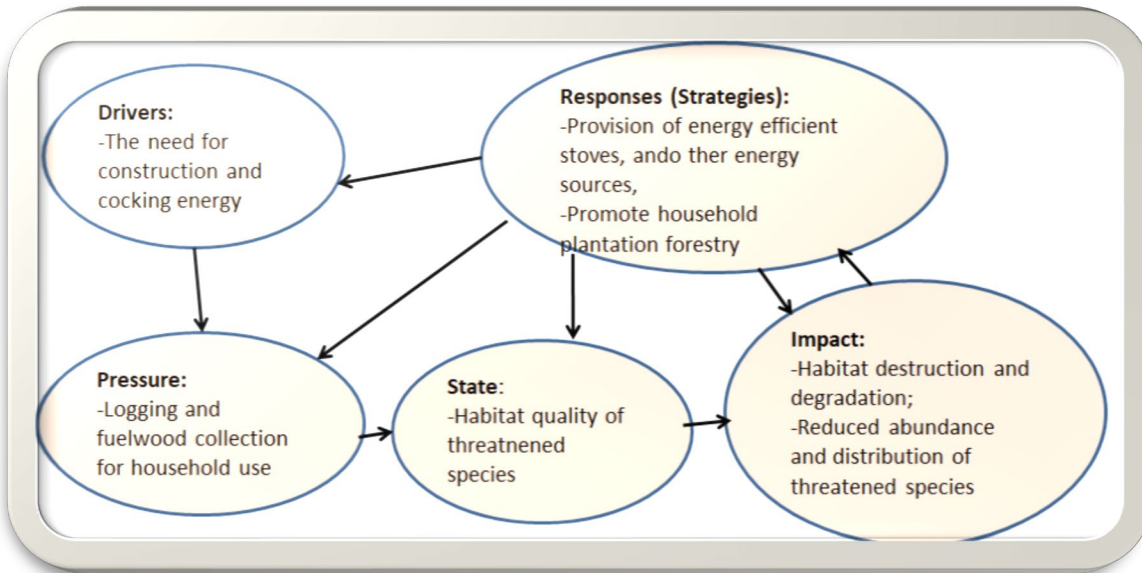 Drivers:
-The need for
construction and
cocking energy
Responses (Strategies):
-Provision of energy efficient
stoves, ando ther energy
sources,
-Promote household
plantation forestry
Pressure:
-Logging and
fuelwood collection
for household use
State:
-Habitat quality of
threatnened
species
Impact:
-Habitat destruction and
degradation;
-Reduced abundance
and distribution of
threatened species